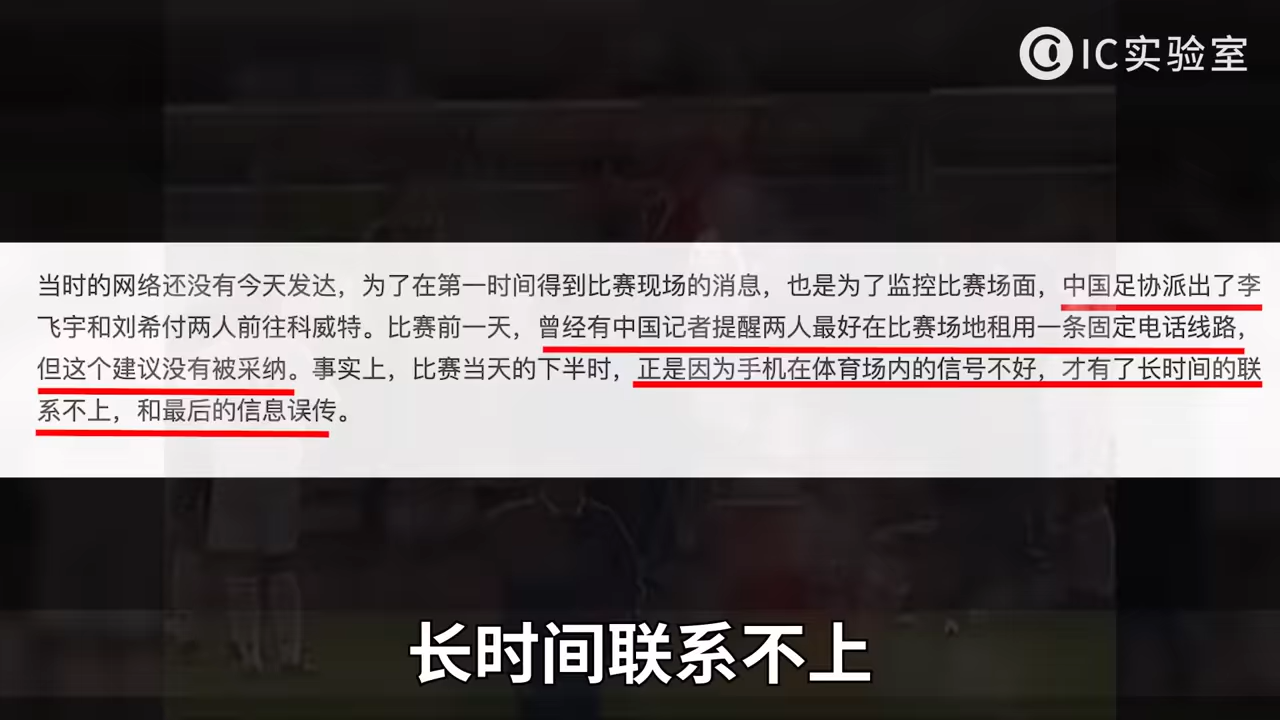 IC实验室
当时的网络还没有今天发达，为了在第一时间得到比赛现场的消息，也是为了监控比赛场面，中国足协派出了李
飞宇和刘希付两人前往科威特。比赛前一天，曾经有中国记者提醒两人最好在比赛场地租用一条固定电话线路，
但这个建议没有被采纳。事实上，比赛当天的下半时，正是因为手机在体育场内的信号不好，才有了长时间的联
系不上，和最后的信息误传。
长时间联系不上